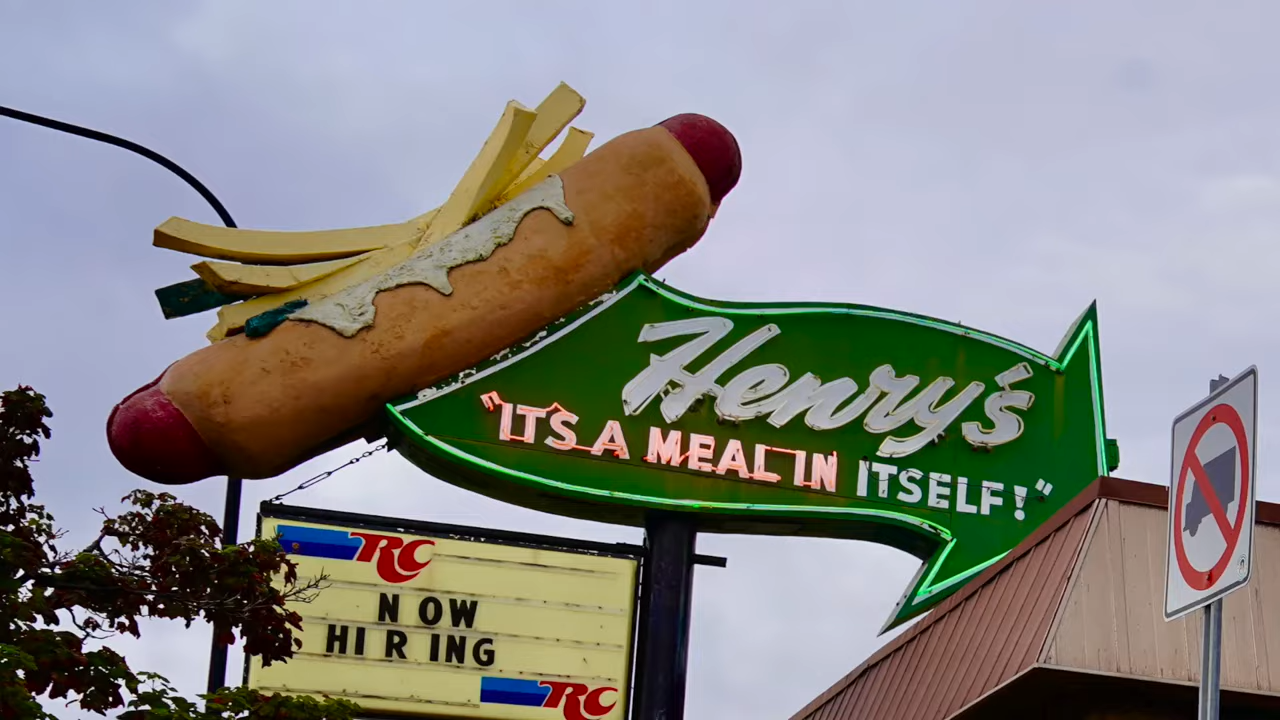 Henry's
"IT'S A MEAL IN ITSELF!"
RC
NOW
HIRING
RC